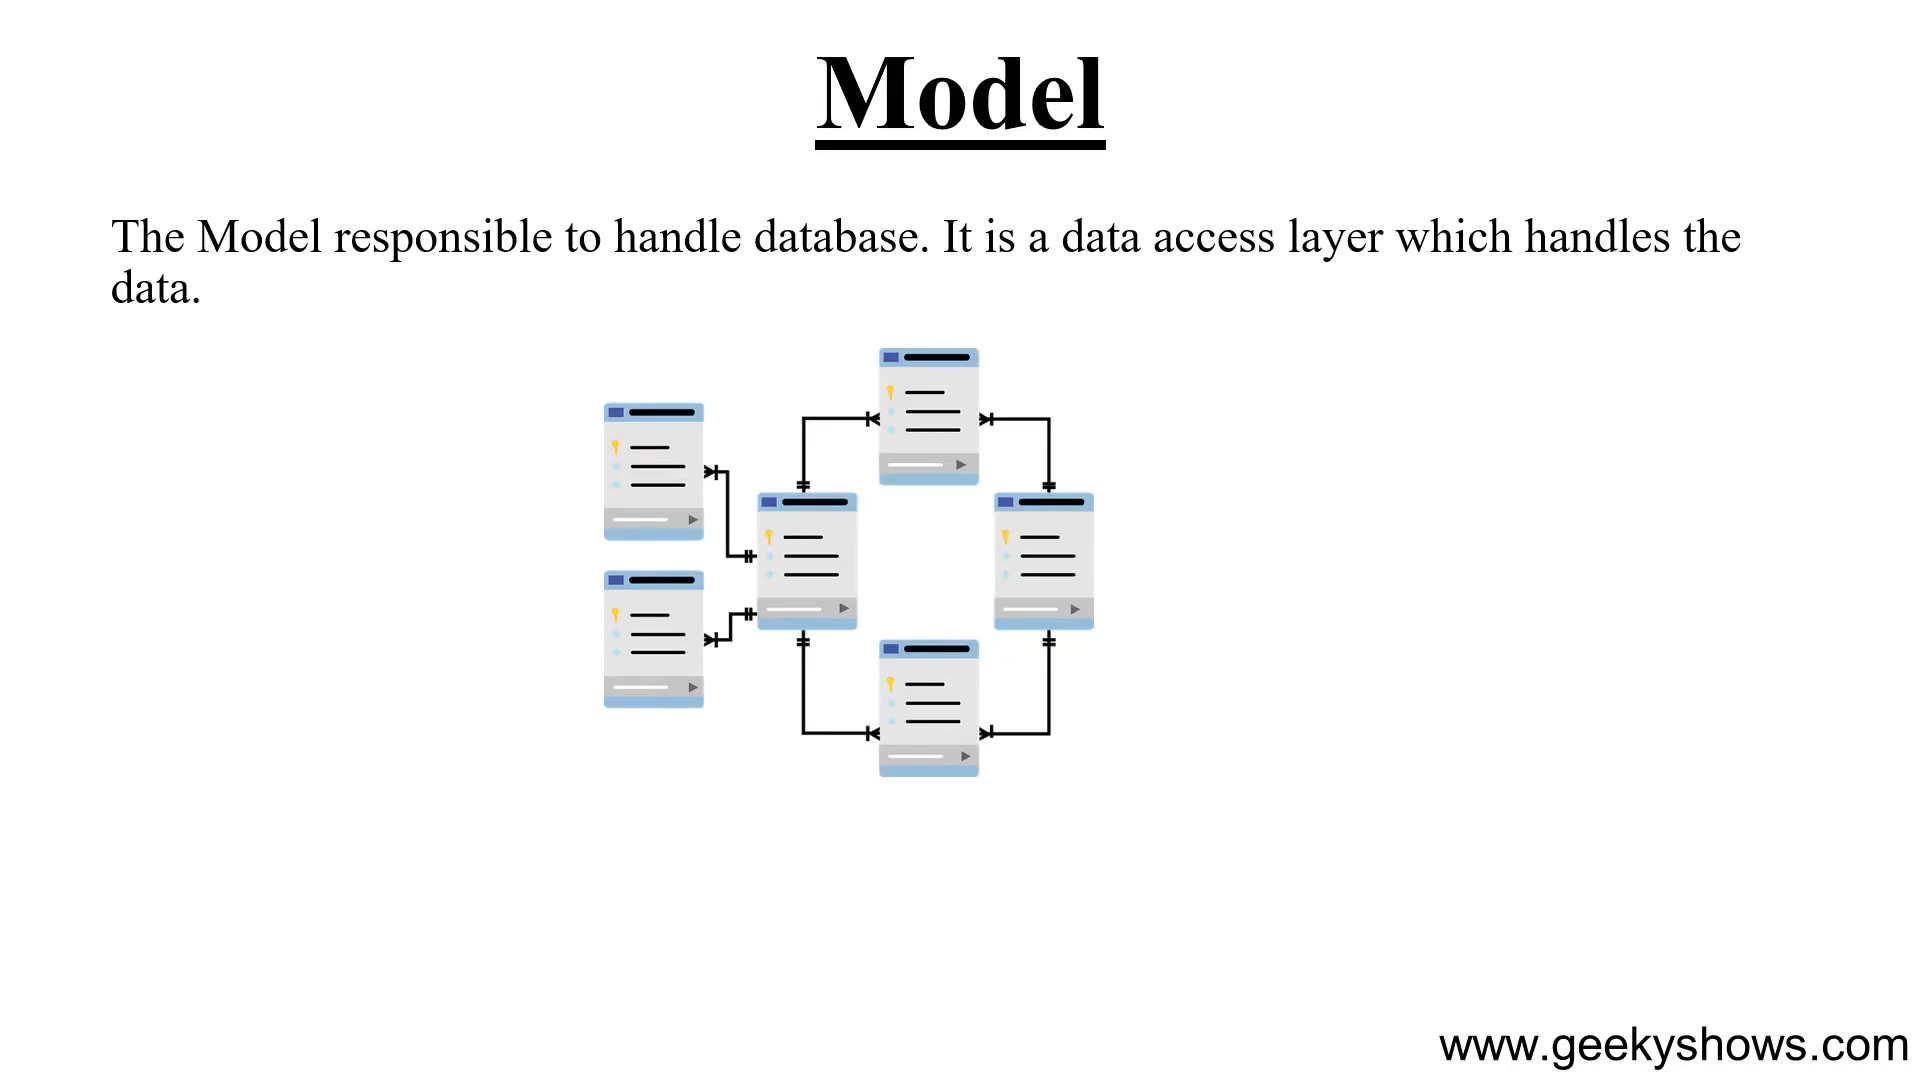 Model
The Model responsible to handle database. It is a data access layer which handles the
data.
www.geekyshows.com